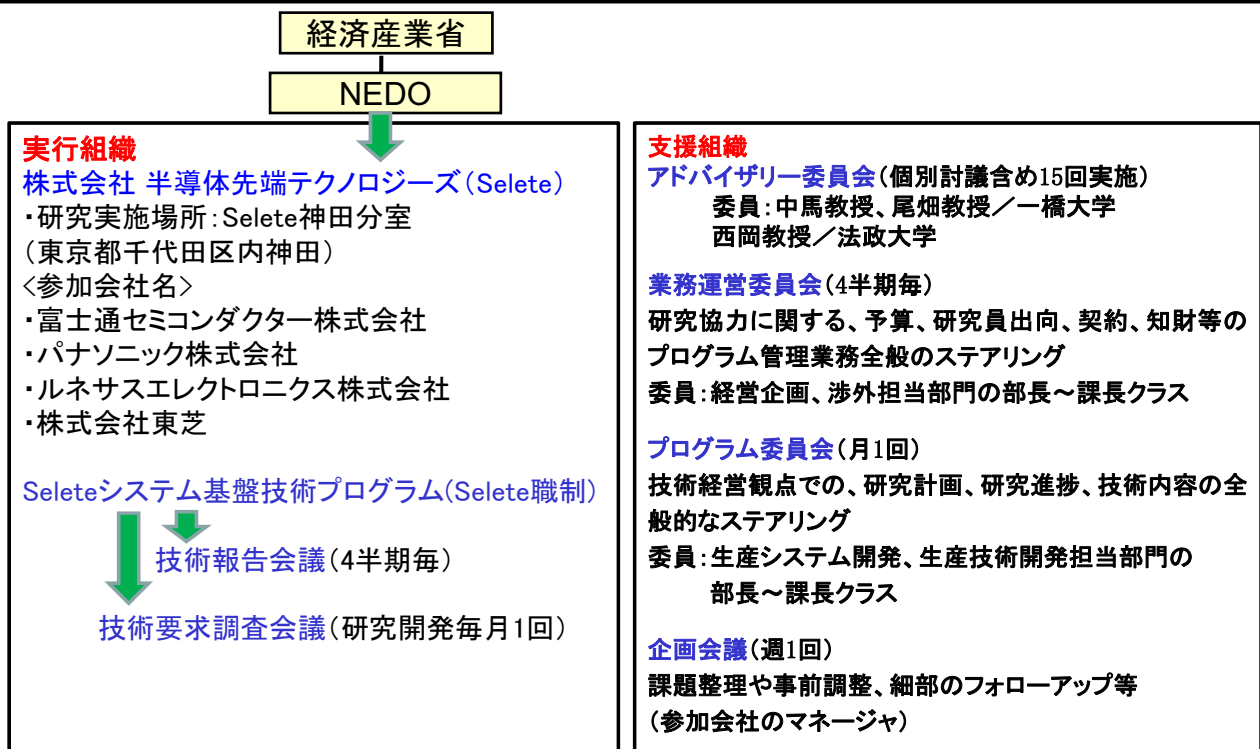 経済産業省
NEDO
実行組織
株式会社 半導体先端テクノロジーズ(Selete)
・研究実施場所:Selete神田分室
(東京都千代田区内神田)
<参加会社名>
・富士通セミコンダクター株式会社
・パナソニック株式会社
・ルネサスエレクトロニクス株式会社
・株式会社東芝
Seleteシステム基盤技術プログラム(Selete職制)
技術報告会議(4半期毎)
技術要求調査会議(研究開発毎月1回)
支援組織
アドバイザリー委員会(個別討議含め15回実施)
委員:中馬教授、尾畑教授/一橋大学
西岡教授/法政大学
業務運営委員会(4半期毎)
研究協力に関する、予算、研究員出向、契約、知財等の
プログラム管理業務全般のステアリング
委員:経営企画、渉外担当部門の部長~課長クラス
プログラム委員会(月1回)
技術経営観点での、研究計画、研究進捗、技術内容の全
般的なステアリング
委員:生産システム開発、生産技術開発担当部門の
部長~課長クラス
企画会議(週1回)
課題整理や事前調整、細部のフォローアップ等
(参加会社のマネージャ)